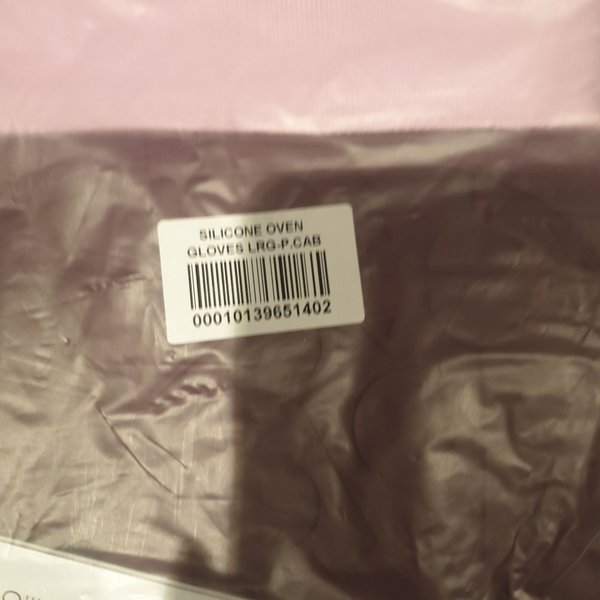 SILICONE OVEN
GLOVES LRG-P.CAB
00010139651402